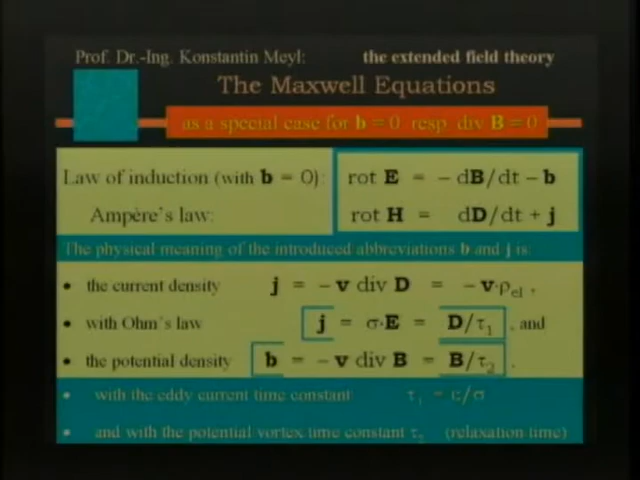 Prof. Dr.-Ing. Konstantin Meyl: the extended field theory
The Maxwell Equations
as a special case for b = 0 resp. div B = 0
Law of induction (with b = 0): rot E = - dB/dt - b
Ampère's law: rot H = dD/dt + j
The physical meaning of the introduced abbreviations b and j is:
• the current density j = - v div D = - v·ρel ,
• with Ohm's law j = σ·E = D/τ1 , and
• the potential density b = - v div B = B/τ2 .
• with the eddy current time constant τ1 = ε/σ
• and with the potential vortex time constant τ2 (relaxation time)